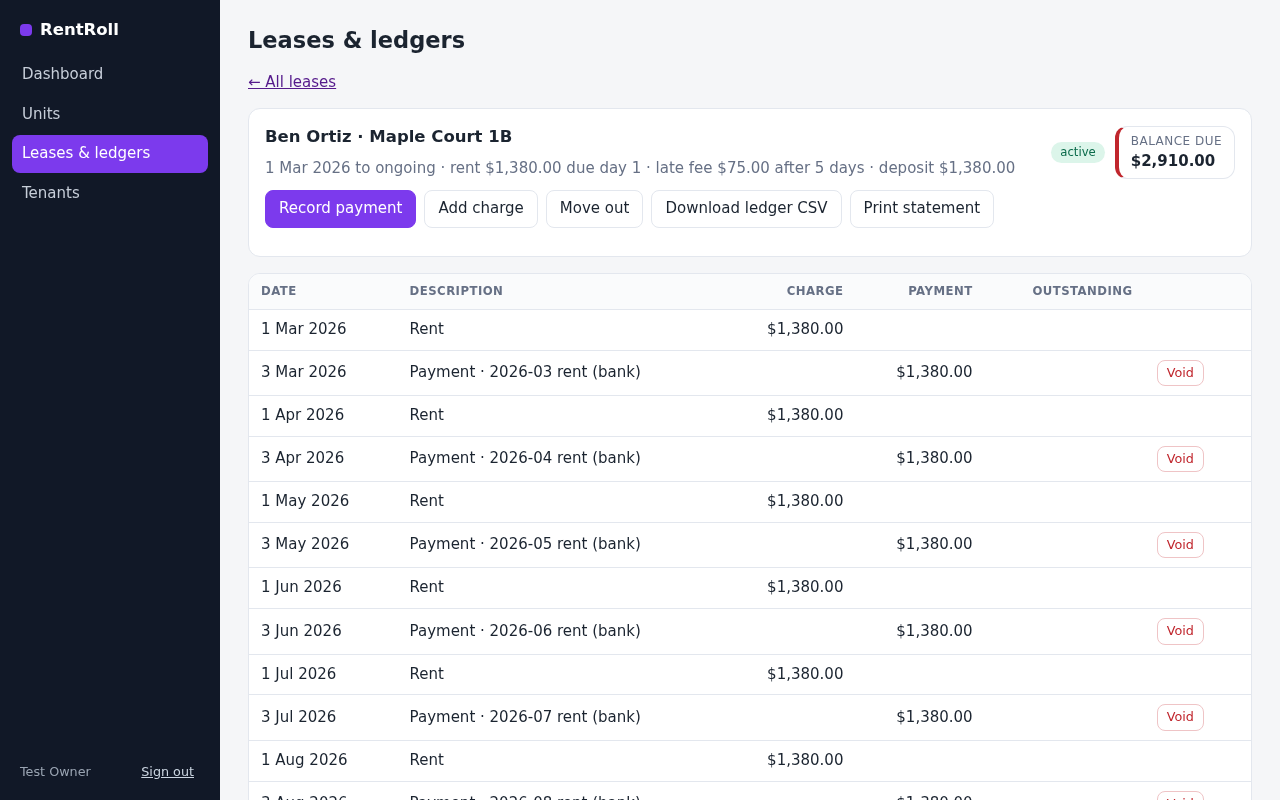 RentRoll
Dashboard
Units
Leases & ledgers
Tenants
Test Owner
Sign out
Leases & ledgers
← All leases
Ben Ortiz · Maple Court 1B
1 Mar 2026 to ongoing · rent $1,380.00 due day 1 · late fee $75.00 after 5 days · deposit $1,380.00
active
BALANCE DUE
$2,910.00
Record payment
Add charge
Move out
Download ledger CSV
Print statement
DATE DESCRIPTION CHARGE PAYMENT OUTSTANDING
1 Mar 2026 Rent $1,380.00
3 Mar 2026 Payment · 2026-03 rent (bank) $1,380.00 Void
1 Apr 2026 Rent $1,380.00
3 Apr 2026 Payment · 2026-04 rent (bank) $1,380.00 Void
1 May 2026 Rent $1,380.00
3 May 2026 Payment · 2026-05 rent (bank) $1,380.00 Void
1 Jun 2026 Rent $1,380.00
3 Jun 2026 Payment · 2026-06 rent (bank) $1,380.00 Void
1 Jul 2026 Rent $1,380.00
3 Jul 2026 Payment · 2026-07 rent (bank) $1,380.00 Void
1 Aug 2026 Rent $1,380.00